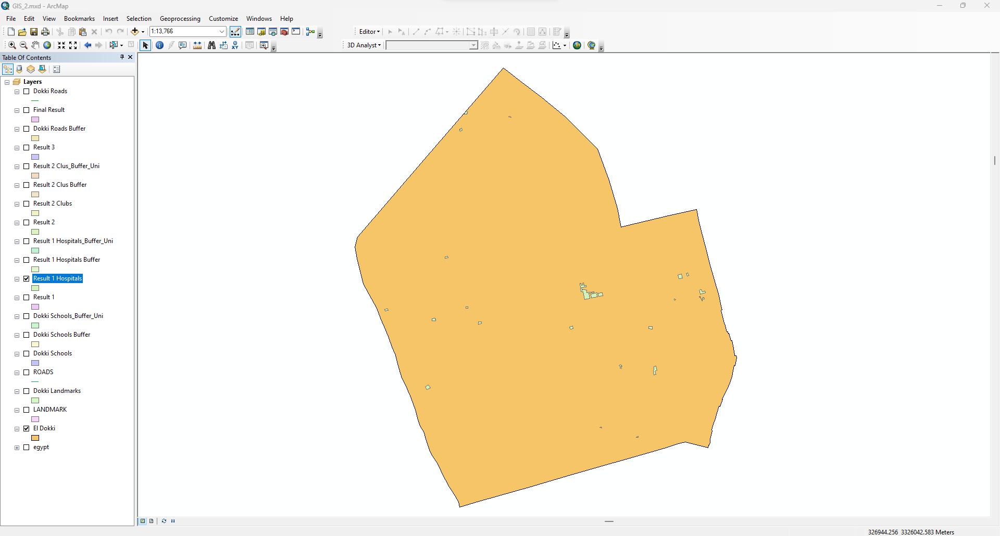 GIS_2.mxd - ArcMap
File Edit View Bookmarks Insert Selection Geoprocessing Customize Windows Help
1:13,766
Editor
3D Analyst
Table Of Contents
Layers
Dokki Roads
Final Result
Dokki Roads Buffer
Result 3
Result 2 Clus_Buffer_Uni
Result 2 Clus Buffer
Result 2 Clubs
Result 2
Result 1 Hospitals_Buffer_Uni
Result 1 Hospitals Buffer
Result 1 Hospitals
Result 1
Dokki Schools_Buffer_Uni
Dokki Schools Buffer
Dokki Schools
ROADS
Dokki Landmarks
LANDMARK
El Dokki
egypt
326944.256 3326042.583 Meters